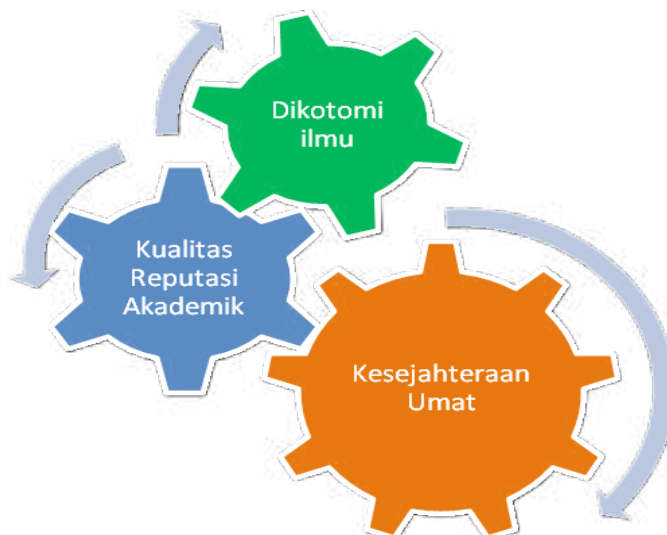 Dikotomi
ilmu
Kualitas
Reputasi
Akademik
Kesejahteraan
Umat